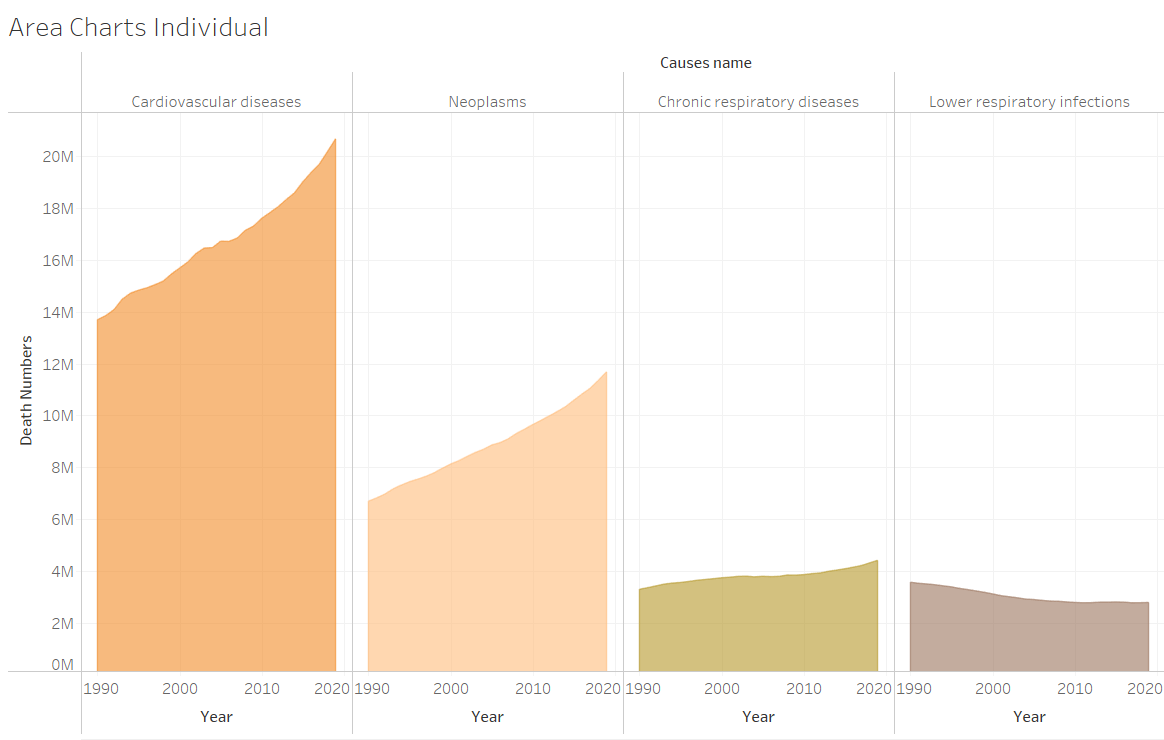 Area Charts Individual
Causes name
Cardiovascular diseases Neoplasms Chronic respiratory diseases Lower respiratory infections
20M
18M
16M
14M
12M
10M
8M
6M
4M
2M
0M
Death Numbers
1990 2000 2010 2020 1990 2000 2010 2020 1990 2000 2010 2020 1990 2000 2010 2020
Year Year Year Year